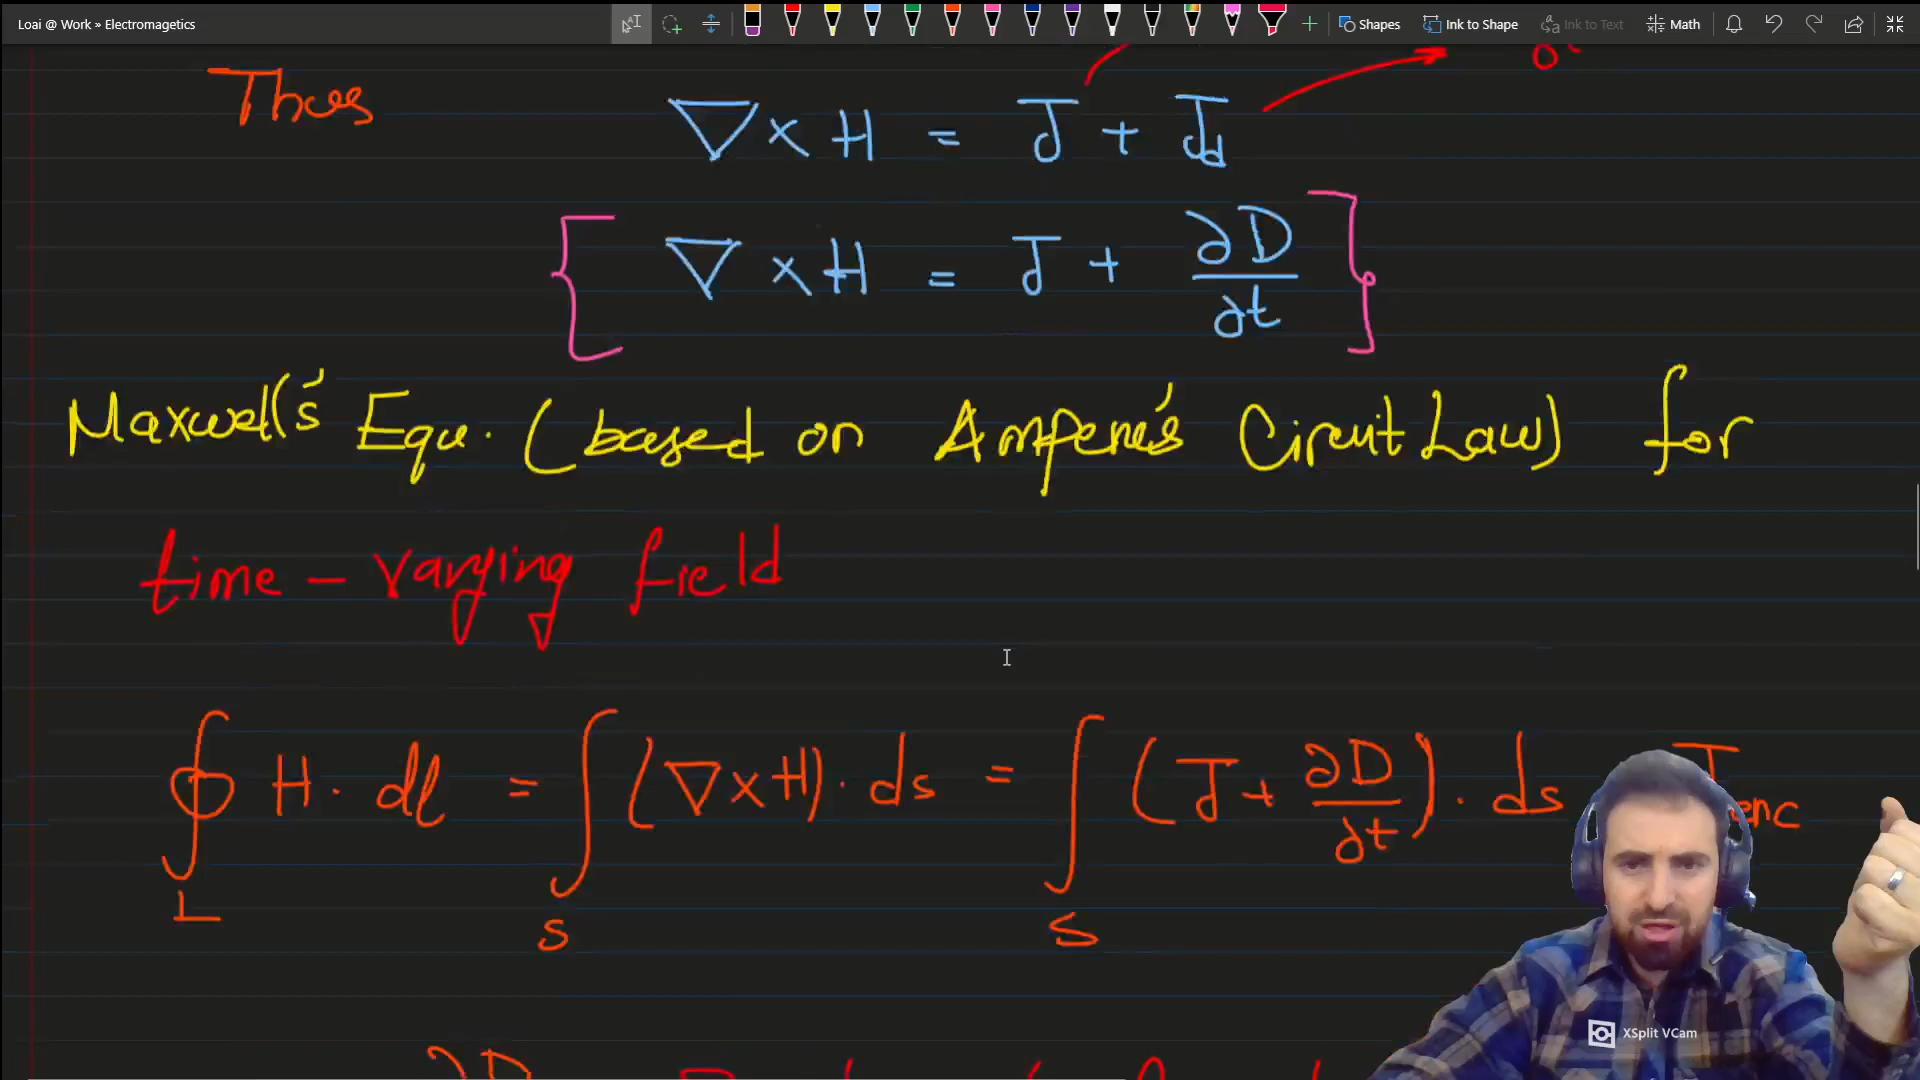 Loai @ Work » Electromagetics
Shapes Ink to Shape Ink to Text Math
Thus ∇ × H = J + Jd
∇ × H = J + ∂D/∂t
Maxwell's Equ. (based on Ampere's Circuit Law) for
time - varying field
∮L H · dl = ∫S (∇×H) · ds = ∫S (J + ∂D/∂t) · ds enc
∂D
XSplit VCam